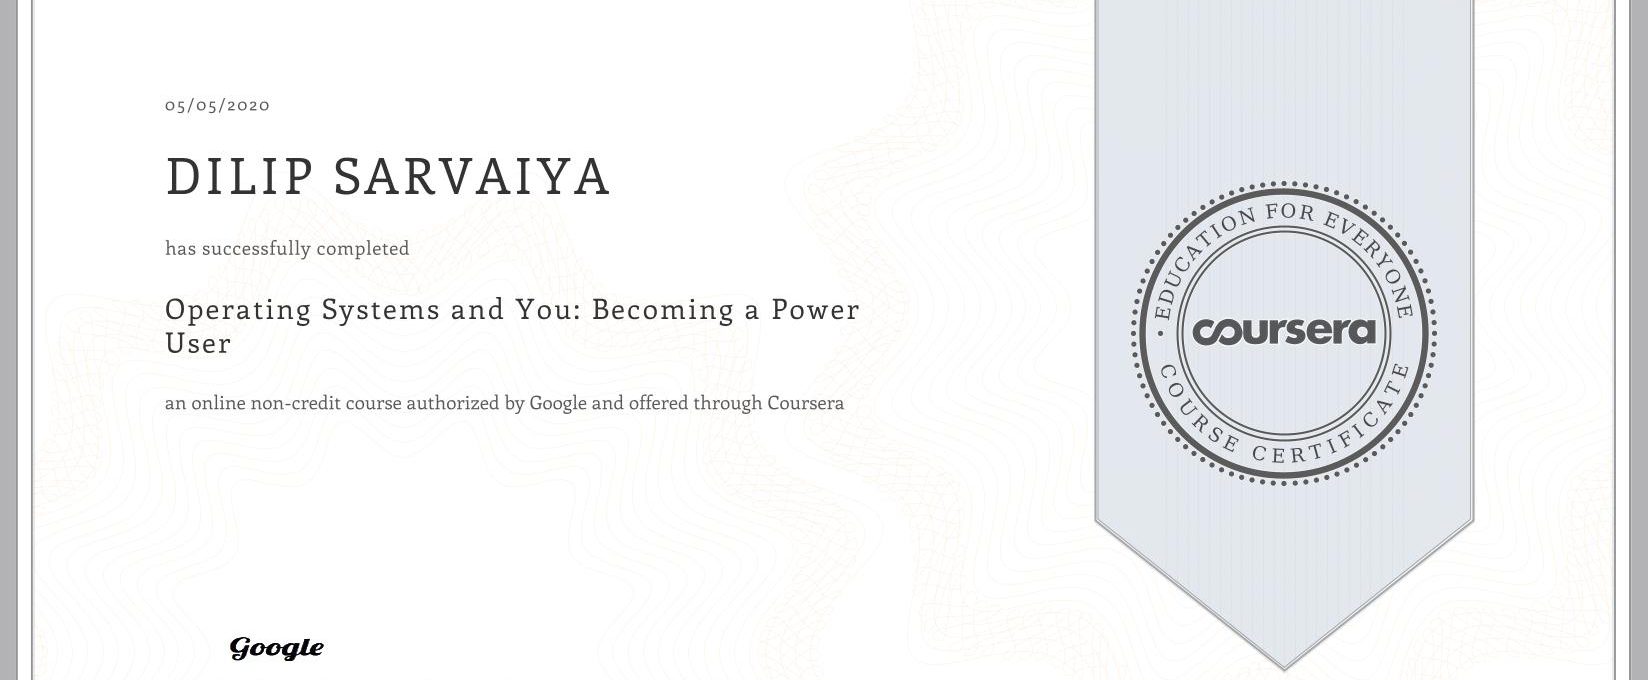 05/05/2020
DILIP SARVAIYA
has successfully completed
Operating Systems and You: Becoming a Power
User
an online non-credit course authorized by Google and offered through Coursera
Google
• EDUCATION FOR EVERYONE
coursera
COURSE CERTIFICATE